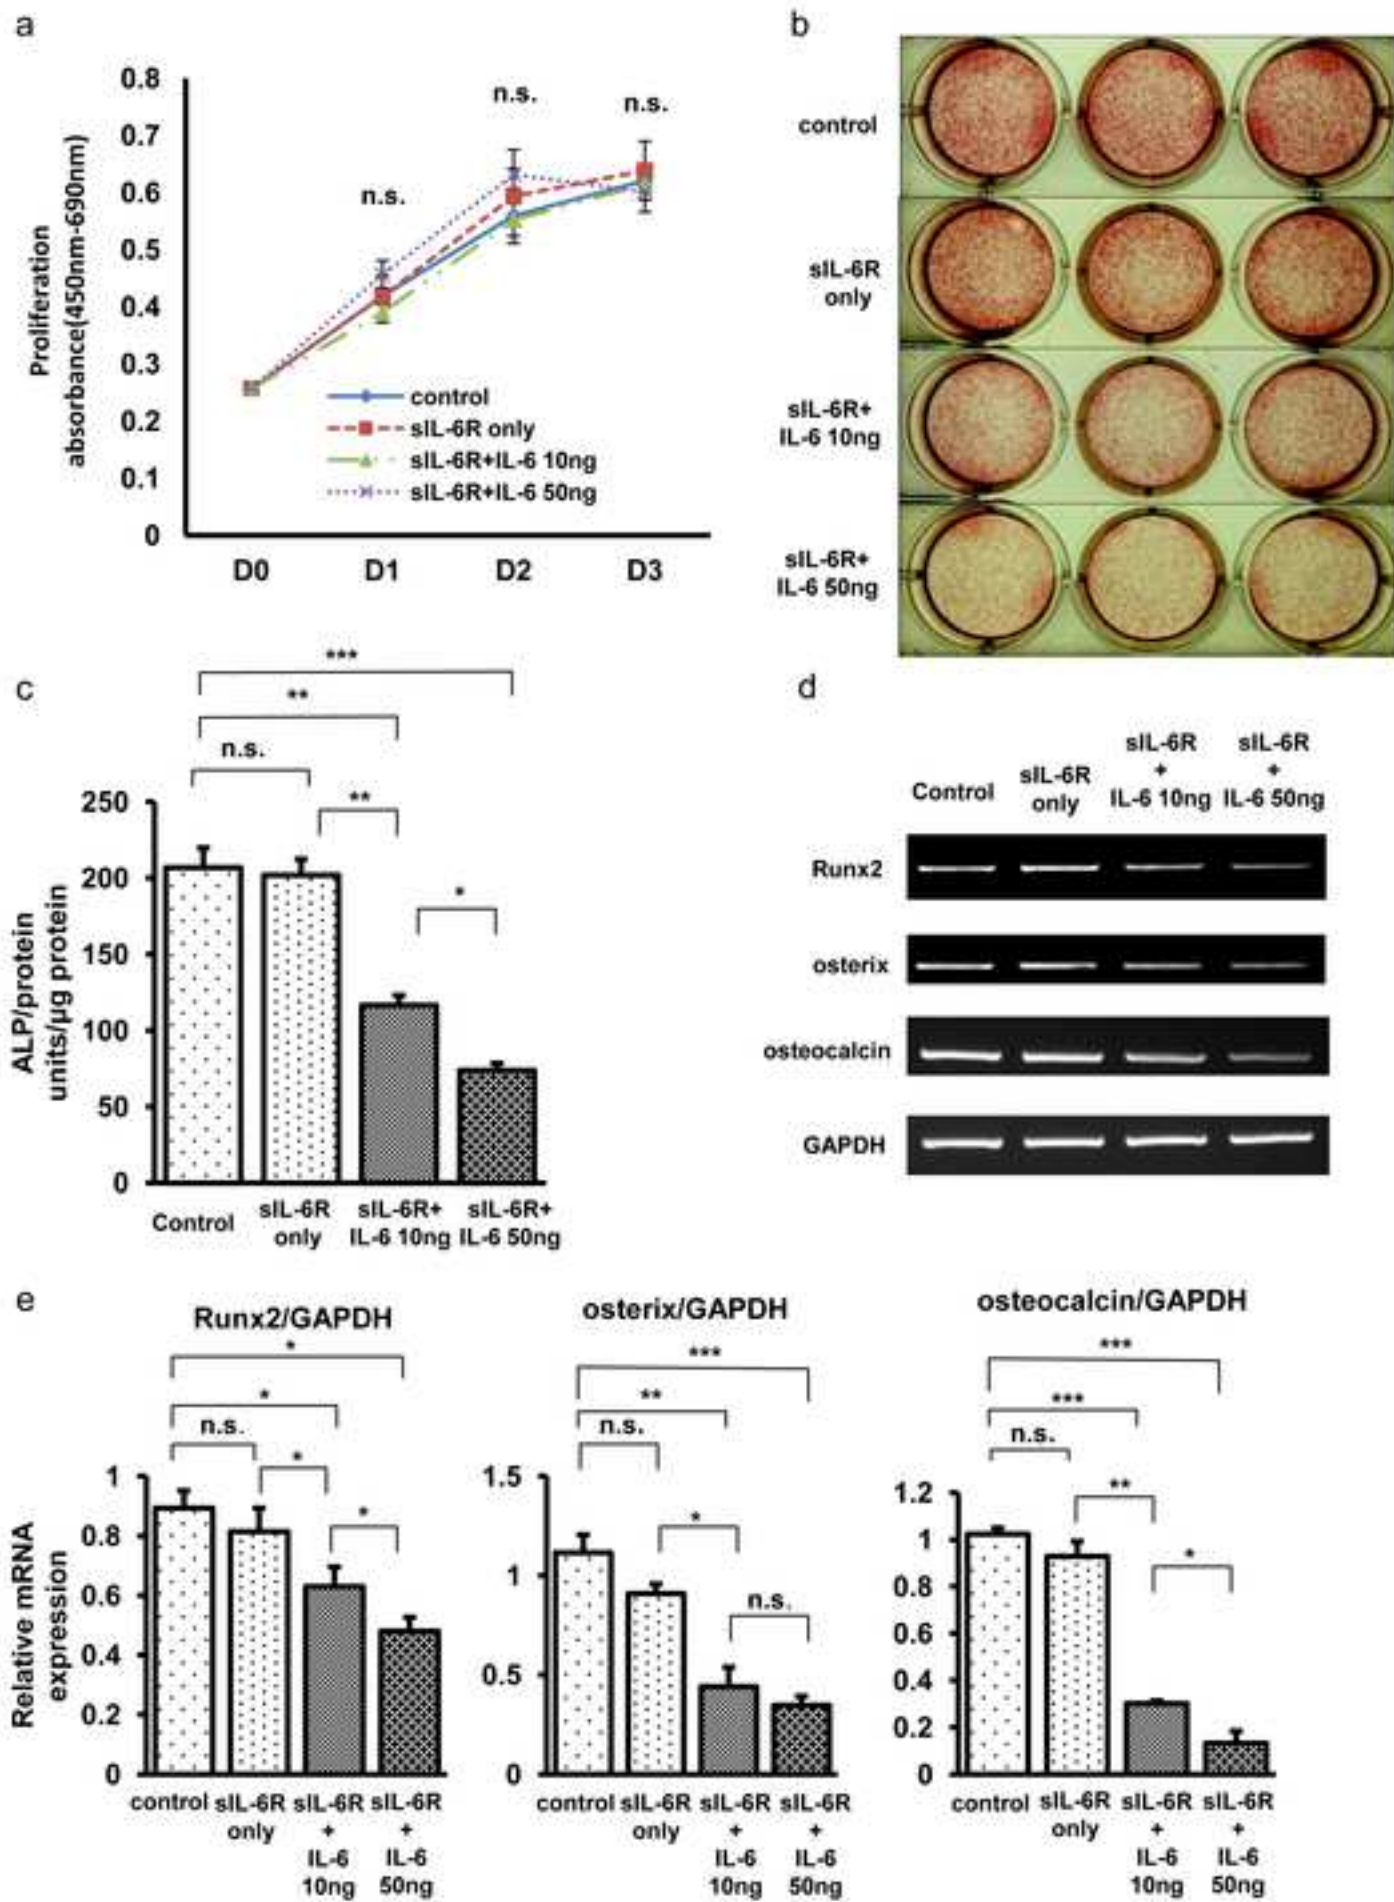 a
Proliferation
absorbance(450nm-690nm)
0.8
0.7
0.6
0.5
0.4
0.3
0.2
0.1
0
n.s.
n.s.
n.s.
control
sIL-6R only
sIL-6R+IL-6 10ng
sIL-6R+IL-6 50ng
D0 D1 D2 D3
b
control
sIL-6R
only
sIL-6R+
IL-6 10ng
sIL-6R+
IL-6 50ng
c
***
**
n.s.
**
*
ALP/protein
units/µg protein
250
200
150
100
50
0
Control
sIL-6R
only
sIL-6R+
IL-6 10ng
sIL-6R+
IL-6 50ng
d
Control
sIL-6R
only
sIL-6R
+
IL-6 10ng
sIL-6R
+
IL-6 50ng
Runx2
osterix
osteocalcin
GAPDH
e
Runx2/GAPDH
*
*
n.s.
*
*
Relative mRNA
expression
1
0.8
0.6
0.4
0.2
0
control
sIL-6R
only
sIL-6R
+
IL-6
10ng
sIL-6R
+
IL-6
50ng
osterix/GAPDH
***
**
n.s.
*
n.s.
1.5
1
0.5
0
control
sIL-6R
only
sIL-6R
+
IL-6
10ng
sIL-6R
+
IL-6
50ng
osteocalcin/GAPDH
***
***
n.s.
**
*
1.2
1
0.8
0.6
0.4
0.2
0
control
sIL-6R
only
sIL-6R
+
IL-6
10ng
sIL-6R
+
IL-6
50ng